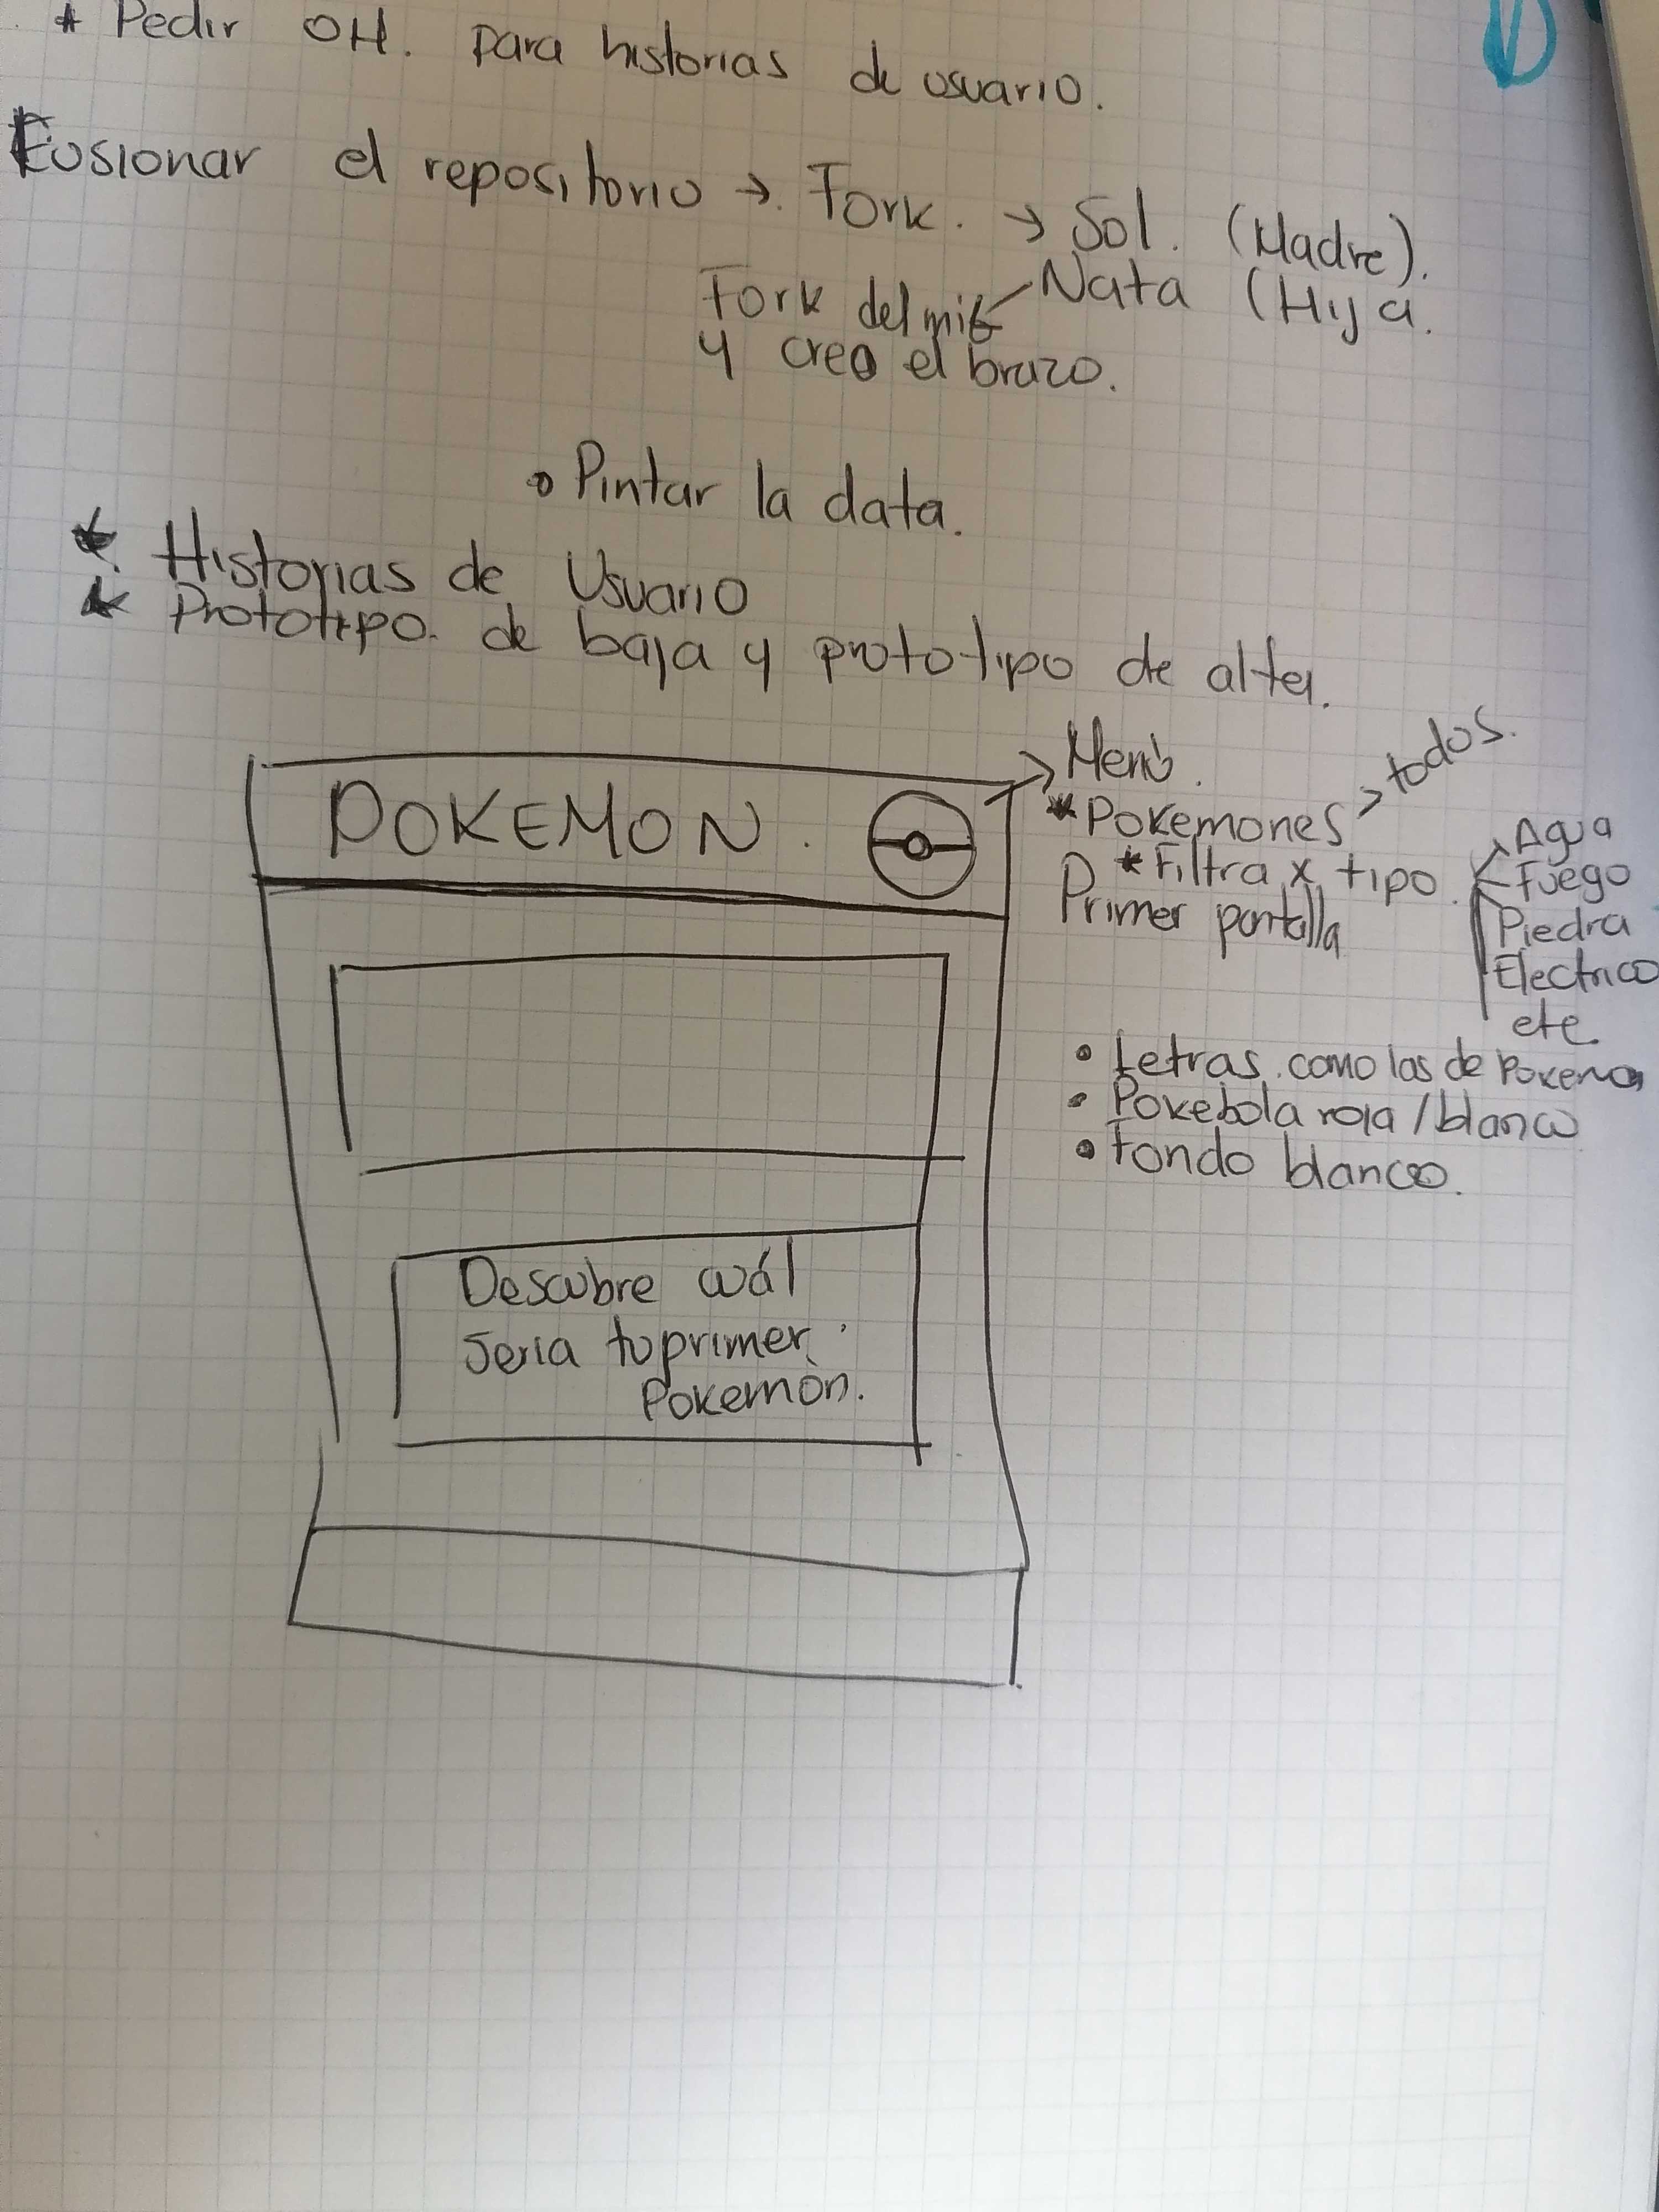 * Pedir OH. para historias de usuario.
Fusionar el repositorio → Fork. → Sol. (Madre).
Nata (Hija.
Fork del mio
y creo el brazo.
• Pintar la data.
* Historias de Usuario
* Prototipo. de baja y prototipo de alta.
POKEMON.
→ Menú.
* Pokemones > todos.
* Filtra x tipo.
Agua
Fuego
Piedra
Electrico
etc.
Primer pantalla
• Letras como las de Pokemon
• Pokebola roja / blanco
• Fondo blanco.
Descubre cuál
sería tu primer
Pokemón.